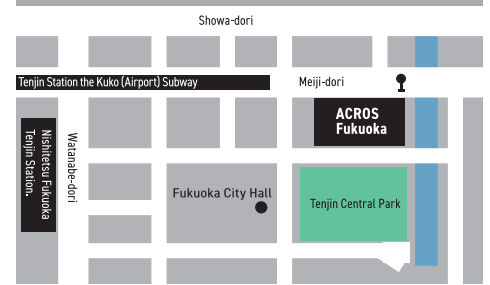 Showa-dori
Tenjin Station the Kuko (Airport) Subway
Meiji-dori
ACROS
Fukuoka
Nishitetsu Fukuoka
Tenjin Station.
Watanabe-dori
Fukuoka City Hall
Tenjin Central Park